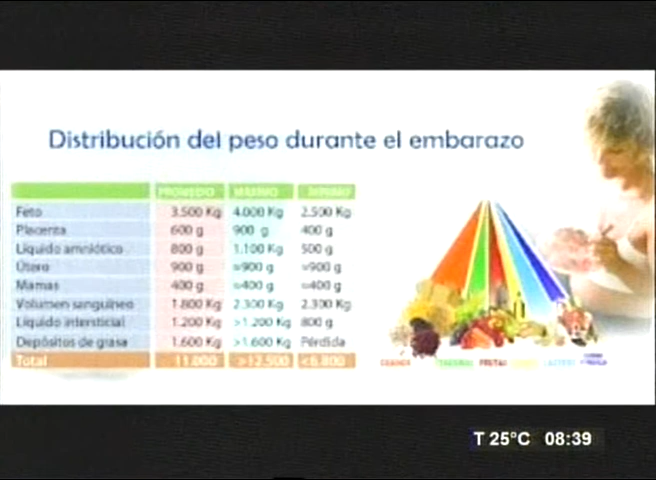 Distribución del peso durante el embarazo
PROMEDIO MÁXIMO MÍNIMO
Feto 3.500 Kg 4.000 Kg 2.500 Kg
Placenta 600 g 900 g 400 g
Líquido amniótico 800 g 1.100 Kg 500 g
Útero 900 g ≈900 g ≈900 g
Mamas 400 g ≈400 g ≈400 g
Volumen sanguíneo 1.800 Kg 2.300 Kg 2.300 Kg
Líquido intersticial 1.200 Kg >1.200 Kg 800 g
Depósitos de grasa 1.600 Kg >1.600 Kg Pérdida
Total 11.000 >12.500 <6.800
FRUTAS
T 25°C 08:39